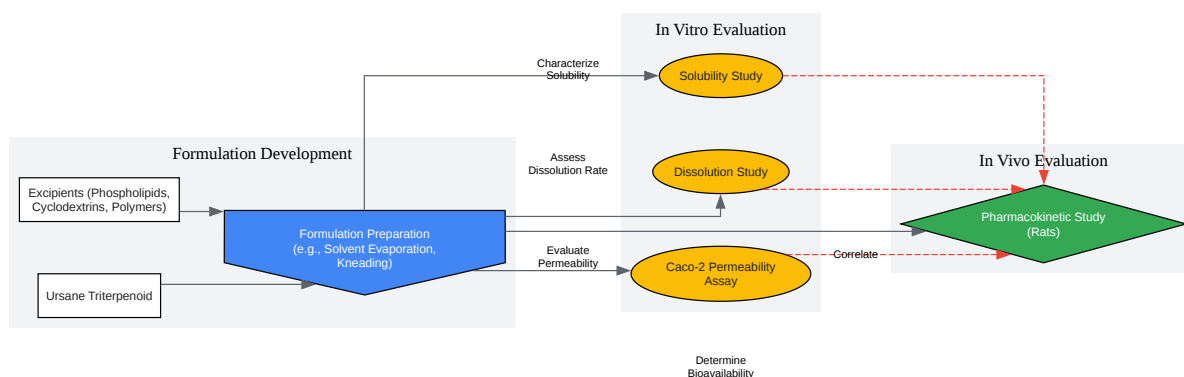 In Vitro Evaluation
Characterize
Solubility
Solubility Study
Formulation Development
Assess
Dissolution Rate
Dissolution Study
In Vivo Evaluation
Excipients (Phospholipids,
Cyclodextrins, Polymers)
Formulation Preparation
(e.g., Solvent Evaporation,
Kneading)
Pharmacokinetic Study
(Rats)
Evaluate
Permeability
Caco-2 Permeability
Assay
Correlate
Ursane Triterpenoid
Determine
Bioavailability